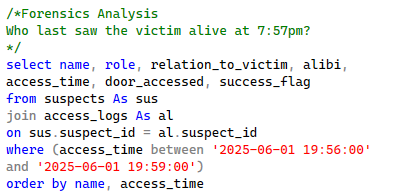 /*Forensics Analysis
Who last saw the victim alive at 7:57pm?
*/
select name, role, relation_to_victim, alibi,
access_time, door_accessed, success_flag
from suspects As sus
join access_logs As al
on sus.suspect_id = al.suspect_id
where (access_time between '2025-06-01 19:56:00'
and '2025-06-01 19:59:00')
order by name, access_time